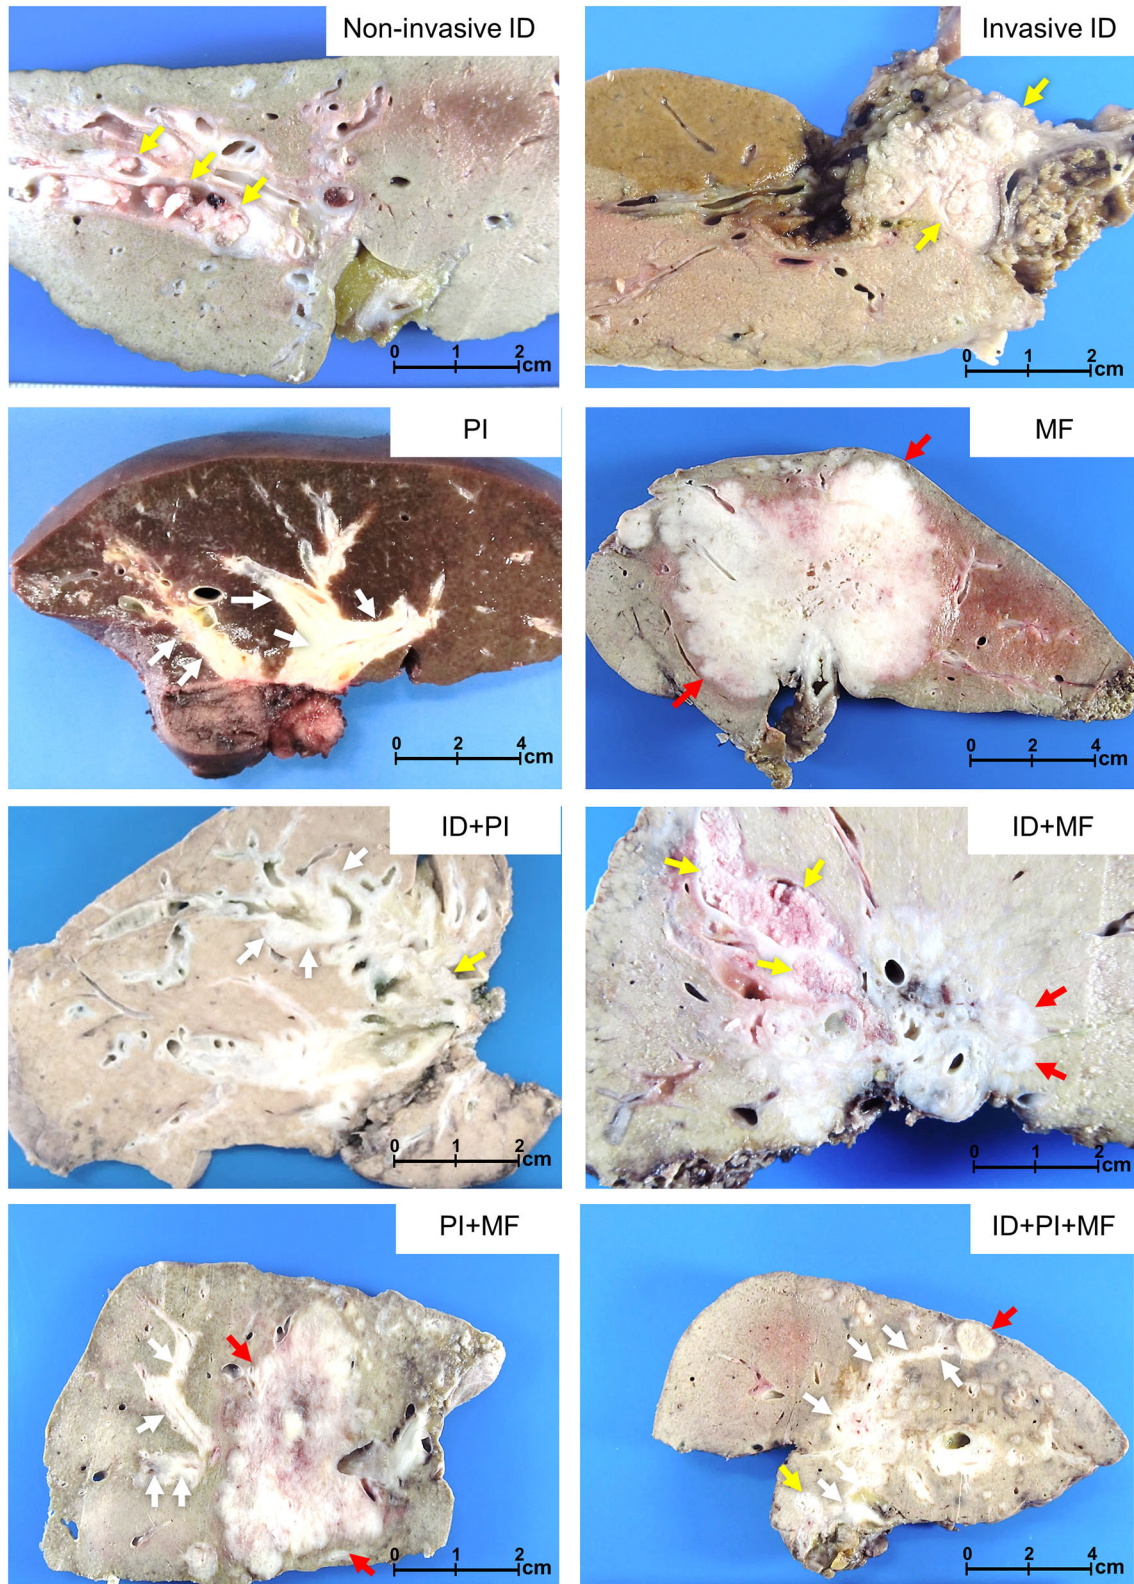 Non-invasive ID
Invasive ID
0 1 2 cm
0 1 2 cm
PI
MF
0 2 4 cm
0 2 4 cm
ID+PI
ID+MF
0 1 2 cm
0 1 2 cm
PI+MF
ID+PI+MF
0 1 2 cm
0 2 4 cm